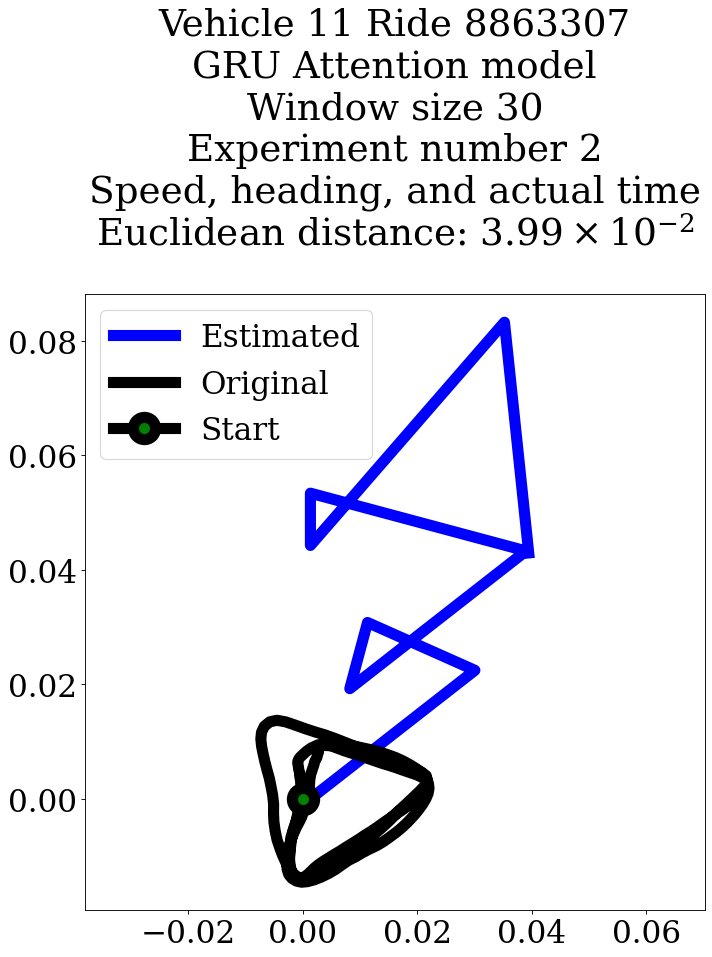 Vehicle 11 Ride 8863307
GRU Attention model
Window size 30
Experiment number 2
Speed, heading, and actual time
Euclidean distance: 3.99 × 10⁻²
Estimated
Original
Start
0.08
0.06
0.04
0.02
0.00
−0.02 0.00 0.02 0.04 0.06